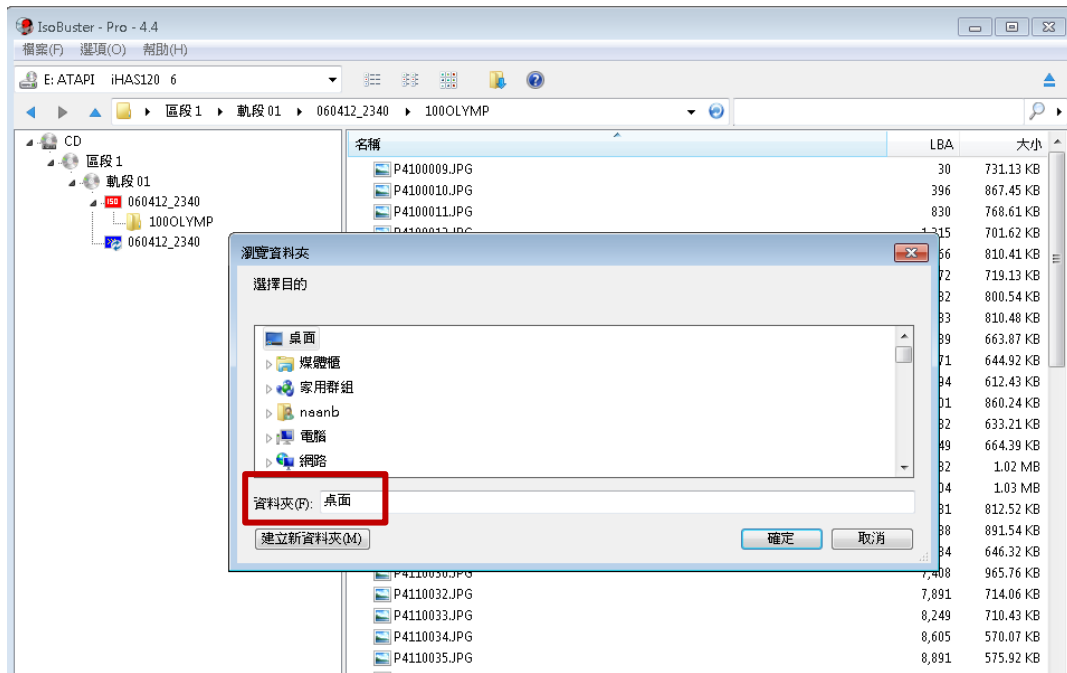 IsoBuster - Pro - 4.4
檔案(F) 選項(O) 幫助(H)
E: ATAPI iHAS120 6
區段 1 軌段 01 060412_2340 100OLYMP
CD
區段 1
軌段 01
ISO 060412_2340
100OLYMP
060412_2340
名稱 LBA 大小
P4100009.JPG 30 731.13 KB
P4100010.JPG 396 867.45 KB
P4100011.JPG 830 768.61 KB
701.62 KB
瀏覽資料夾
選擇目的
桌面
媒體櫃
家用群組
naanb
電腦
網路
資料夾(F): 桌面
建立新資料夾(M) 確定 取消
810.41 KB
719.13 KB
800.54 KB
810.48 KB
663.87 KB
644.92 KB
612.43 KB
860.24 KB
633.21 KB
664.39 KB
1.02 MB
1.03 MB
812.52 KB
891.54 KB
646.32 KB
965.76 KB
P4110032.JPG 7,891 714.06 KB
P4110033.JPG 8,249 710.43 KB
P4110034.JPG 8,605 570.07 KB
P4110035.JPG 8,891 575.92 KB